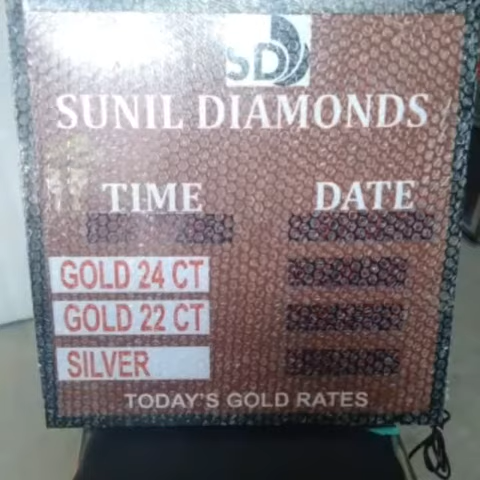 SD
SUNIL DIAMONDS
TIME DATE
GOLD 24 CT
GOLD 22 CT
SILVER
TODAY'S GOLD RATES